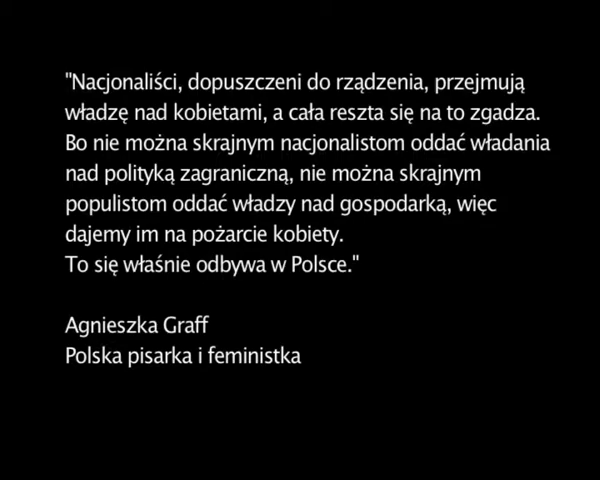 "Nacjonaliści, dopuszczeni do rządzenia, przejmują
władzę nad kobietami, a cała reszta się na to zgadza.
Bo nie można skrajnym nacjonalistom oddać władania
nad polityką zagraniczną, nie można skrajnym
populistom oddać władzy nad gospodarką, więc
dajemy im na pożarcie kobiety.
To się właśnie odbywa w Polsce."
Agnieszka Graff
Polska pisarka i feministka